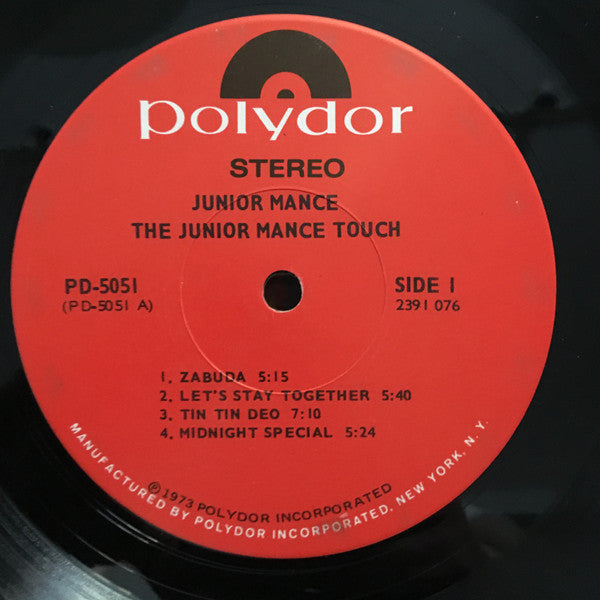 polydor
STEREO
JUNIOR MANCE
THE JUNIOR MANCE TOUCH
PD-5051
(PD-5051 A)
SIDE 1
2391 076
1. ZABUDA 5:15
2. LET'S STAY TOGETHER 5:40
3. TIN TIN DEO 7:10
4. MIDNIGHT SPECIAL 5:24
℗ 1973 POLYDOR INCORPORATED
MANUFACTURED BY POLYDOR INCORPORATED, NEW YORK, N. Y.